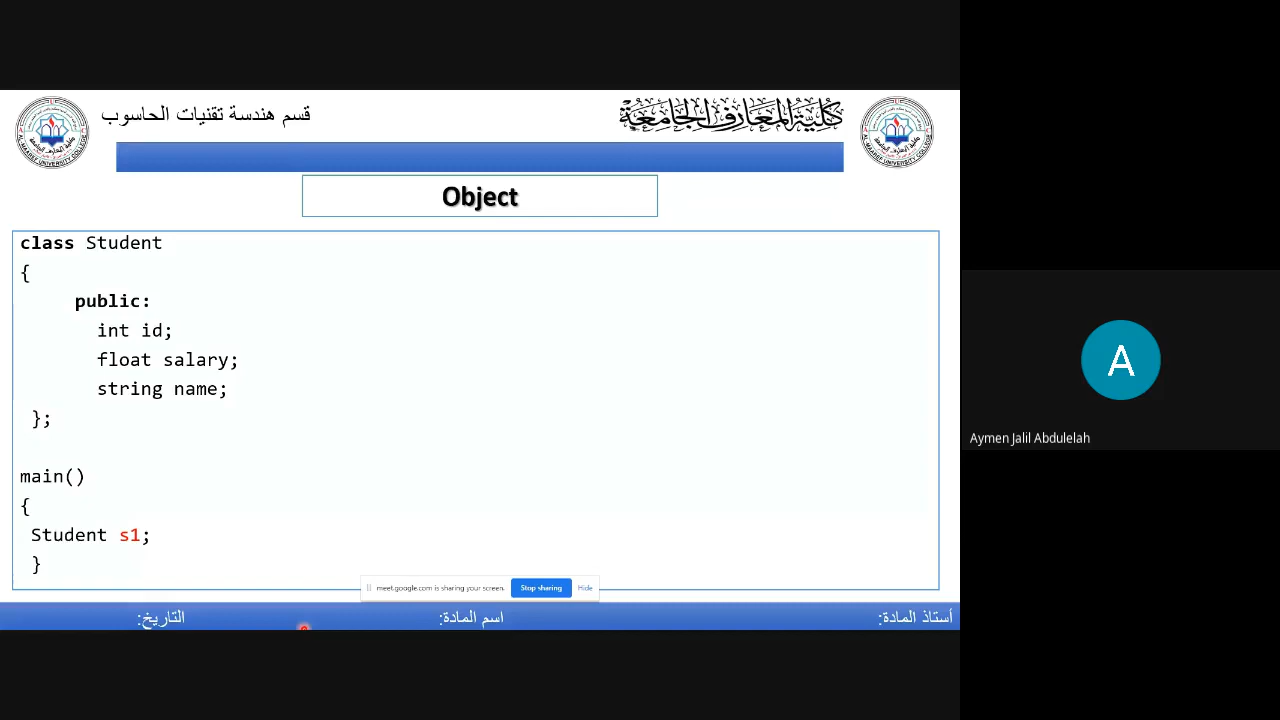 قسم هندسة تقنيات الحاسوب
كلية المعارف الجامعة
Object
class Student
{
public:
int id;
float salary;
string name;
};
main()
{
Student s1;
}
meet.google.com is sharing your screen.
Stop sharing
Hide
أستاذ المادة:
اسم المادة:
التاريخ:
A
Aymen Jalil Abdulelah